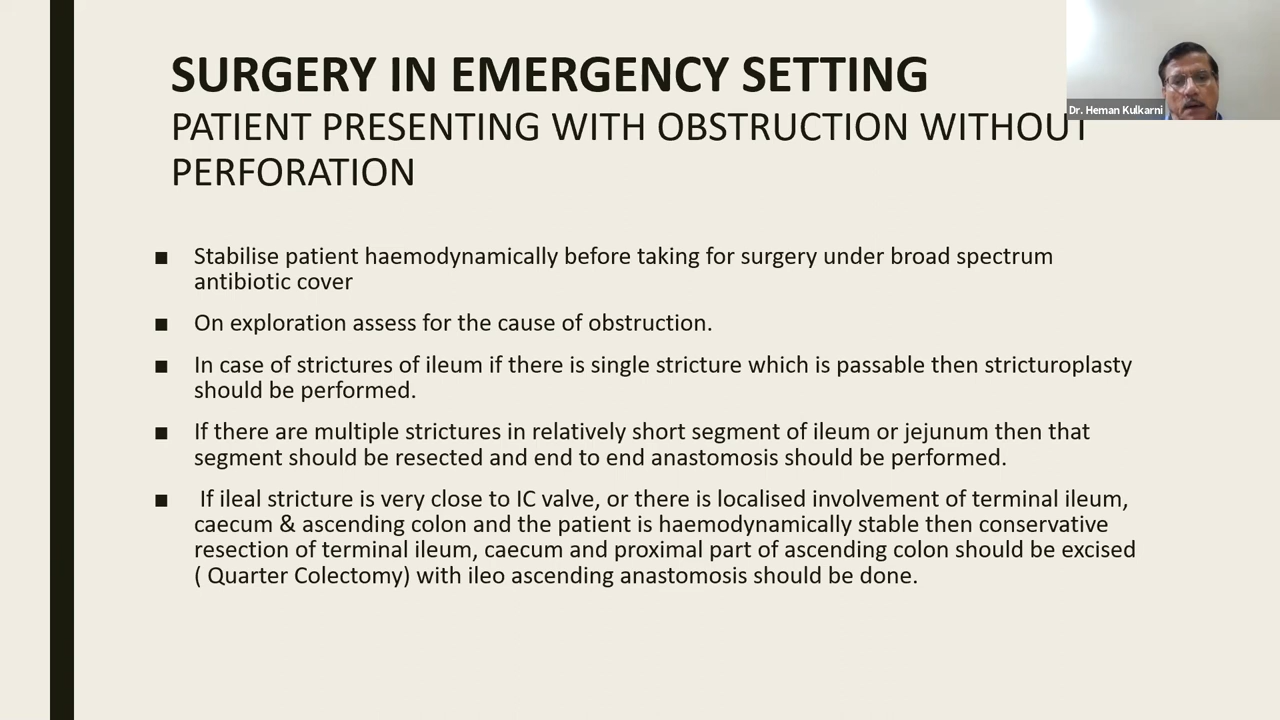 SURGERY IN EMERGENCY SETTING
PATIENT PRESENTING WITH OBSTRUCTION WITHOUT
PERFORATION
Dr. Heman Kulkarni
■ Stabilise patient haemodynamically before taking for surgery under broad spectrum
antibiotic cover
■ On exploration assess for the cause of obstruction.
■ In case of strictures of ileum if there is single stricture which is passable then stricturoplasty
should be performed.
■ If there are multiple strictures in relatively short segment of ileum or jejunum then that
segment should be resected and end to end anastomosis should be performed.
■ If ileal stricture is very close to IC valve, or there is localised involvement of terminal ileum,
caecum & ascending colon and the patient is haemodynamically stable then conservative
resection of terminal ileum, caecum and proximal part of ascending colon should be excised
( Quarter Colectomy) with ileo ascending anastomosis should be done.